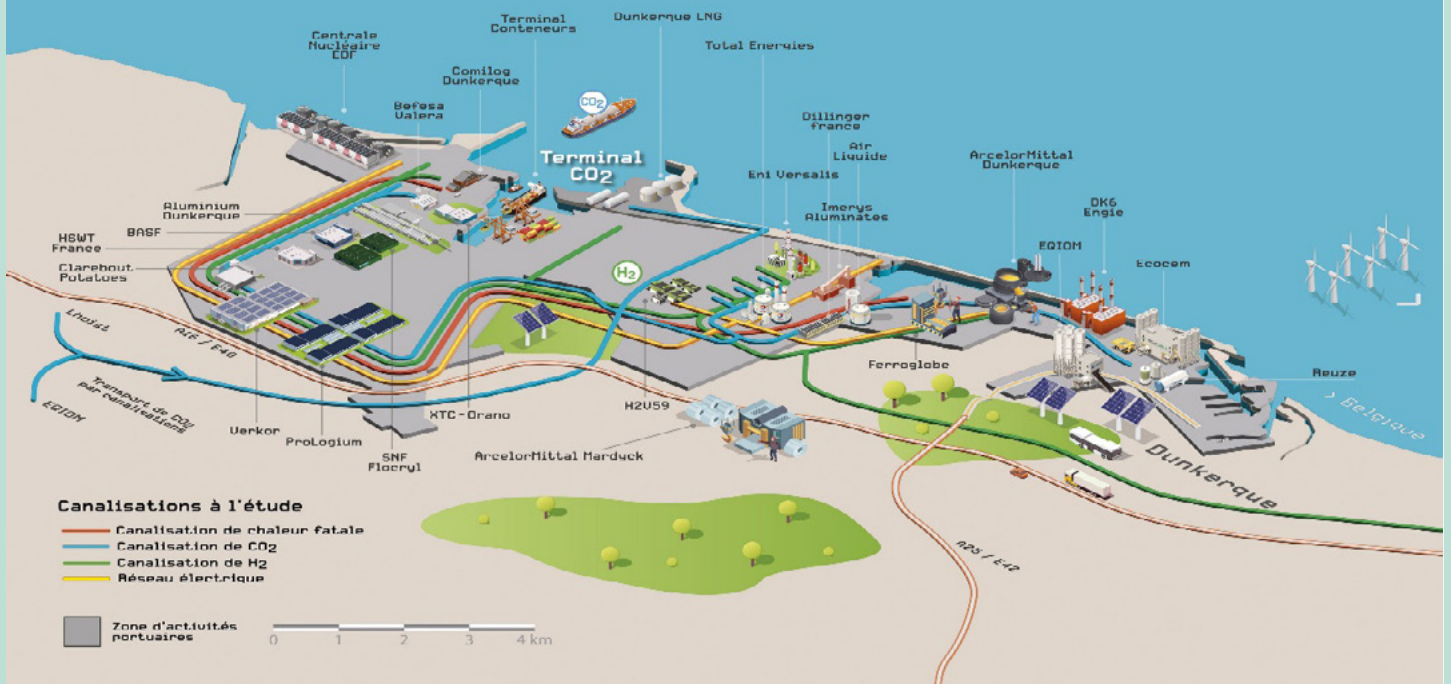 Centrale
Nucléaire
EDF
Terminal
Conteneurs
Dunkerque LNG
Total Energies
Comilog
Dunkerque
Befesa
Valera
CO2
Terminal
CO2
Dillinger
france
Air
Liquide
ArcelorMittal
Dunkerque
Eni Versalis
Imerys
Aluminates
DK6
Engie
EQIOM
Ecocem
Aluminium
Dunkerque
BASF
H6WT
France
Clarebout
Potatoes
H2
Lhoist
A16 / E40
Transport de CO2
par canalisations
EQIOM
Verkor
ProLogium
SNF
Flocryl
XTC-Orano
H2V59
ArcelorMittal Mardyck
Ferroglobe
Reuze
> Belgique
Dunkerque
A25 / E42
Canalisations à l'étude
Canalisation de chaleur fatale
Canalisation de CO2
Canalisation de H2
Réseau électrique
Zone d'activités
portuaires
0 1 2 3 4 km